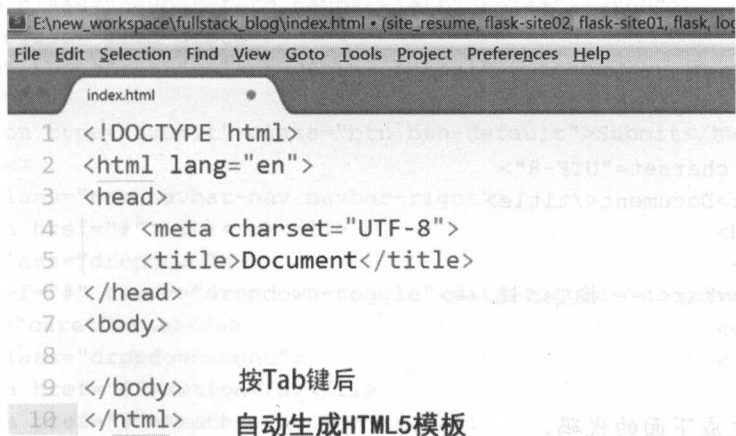 E:\new_workspace\fullstack_blog\index.html • (site_resume, flask-site02, flask-site01, flask,
File Edit Selection Find View Goto Tools Project Preferences Help
index.html
1 <!DOCTYPE html>
2 <html lang="en">
3 <head>
4 <meta charset="UTF-8">
5 <title>Document</title>
6 </head>
7 <body>
8
9 </body> 按Tab键后
10 </html> 自动生成HTML5模板